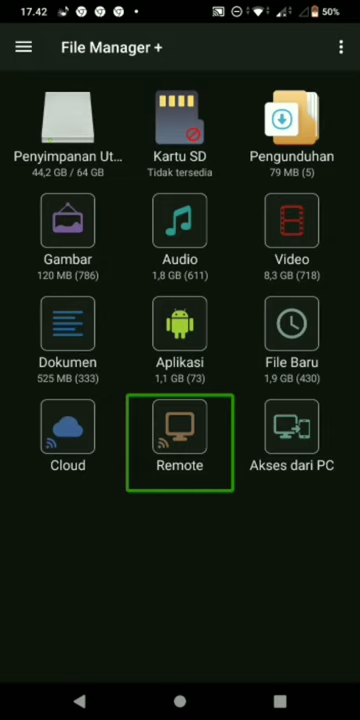 17.42 50%
File Manager +
Penyimpanan Ut... Kartu SD Pengunduhan
44,2 GB / 64 GB Tidak tersedia 79 MB (5)
Gambar Audio Video
120 MB (786) 1,8 GB (611) 8,3 GB (718)
Dokumen Aplikasi File Baru
525 MB (333) 1,1 GB (73) 1,9 GB (430)
Cloud Remote Akses dari PC